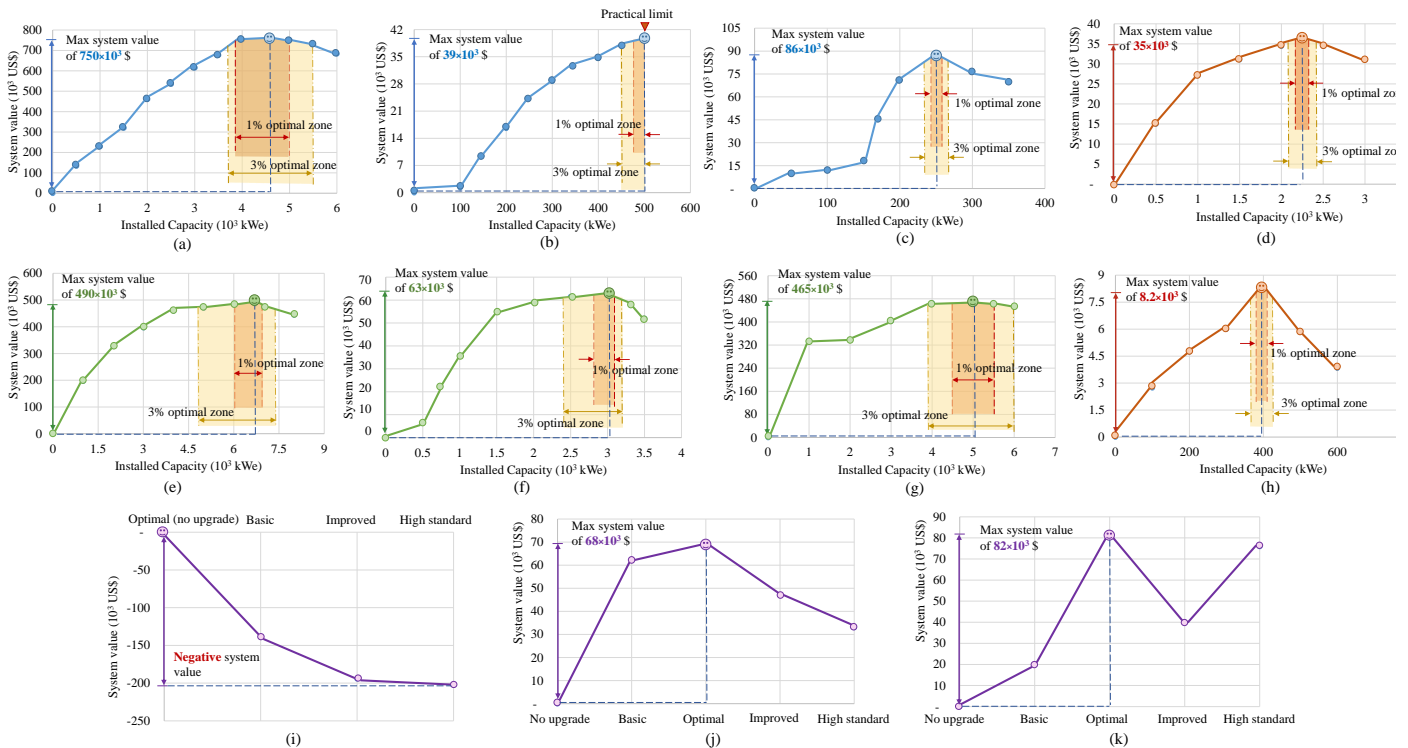 System value (10³ US$)
800
700
600
500
400
300
200
100
0
Max system value
of 750×10³ $
1% optimal zone
3% optimal zone
0 1 2 3 4 5 6
Installed Capacity (10³ kWe)
(a)
Practical limit
System value (10³ US$)
42
35
28
21
14
7
0
Max system value
of 39×10³ $
1% optimal zone
3% optimal zone
0 100 200 300 400 500 600
Installed Capacity (kWe)
(b)
System value (10³ US$)
105
90
75
60
45
30
15
-
Max system value
of 86×10³ $
1% optimal zone
3% optimal zone
0 100 200 300 400
Installed Capacity (kWe)
(c)
System value (10³ US$)
40
35
30
25
20
15
10
5
-
Max system value
of 35×10³ $
1% optimal zo
3% optimal zo
0 0.5 1 1.5 2 2.5 3
Installed Capacity (10³ kWe)
(d)
System value (10³ US$)
600
500
400
300
200
100
0
Max system value
of 490×10³ $
1% optimal zone
3% optimal zone
0 1.5 3 4.5 6 7.5 9
Installed Capacity (10³ kWe)
(e)
System value (10³ US$)
70
60
50
40
30
20
10
0
Max system value
of 63×10³ $
1% optimal zone
3% optimal zone
0 0.5 1 1.5 2 2.5 3 3.5 4
Installed Capacity (10³ kWe)
(f)
System value (10³ US$)
560
480
400
320
240
160
80
0
Max system value
of 465×10³ $
1% optimal zone
3% optimal zone
0 1 2 3 4 5 6 7
Installed Capacity (10³ kWe)
(g)
System value (10³ US$)
9
7.5
6
4.5
3
1.5
0
Max system value
of 8.2×10³ $
1% optimal zone
3% optimal zone
0 200 400 600
Installed Capacity (kWe)
(h)
Optimal (no upgrade) Basic Improved High standard
System value (10³ US$)
-
-50
-100
-150
-200
-250
Negative system
value
(i)
System value (10³ US$)
80
70
60
50
40
30
20
10
-
Max system value
of 68×10³ $
No upgrade Basic Optimal Improved High standard
(j)
System value (10³ US$)
90
80
70
60
50
40
30
20
10
-
Max system value
of 82×10³ $
No upgrade Basic Optimal Improved High standard
(k)